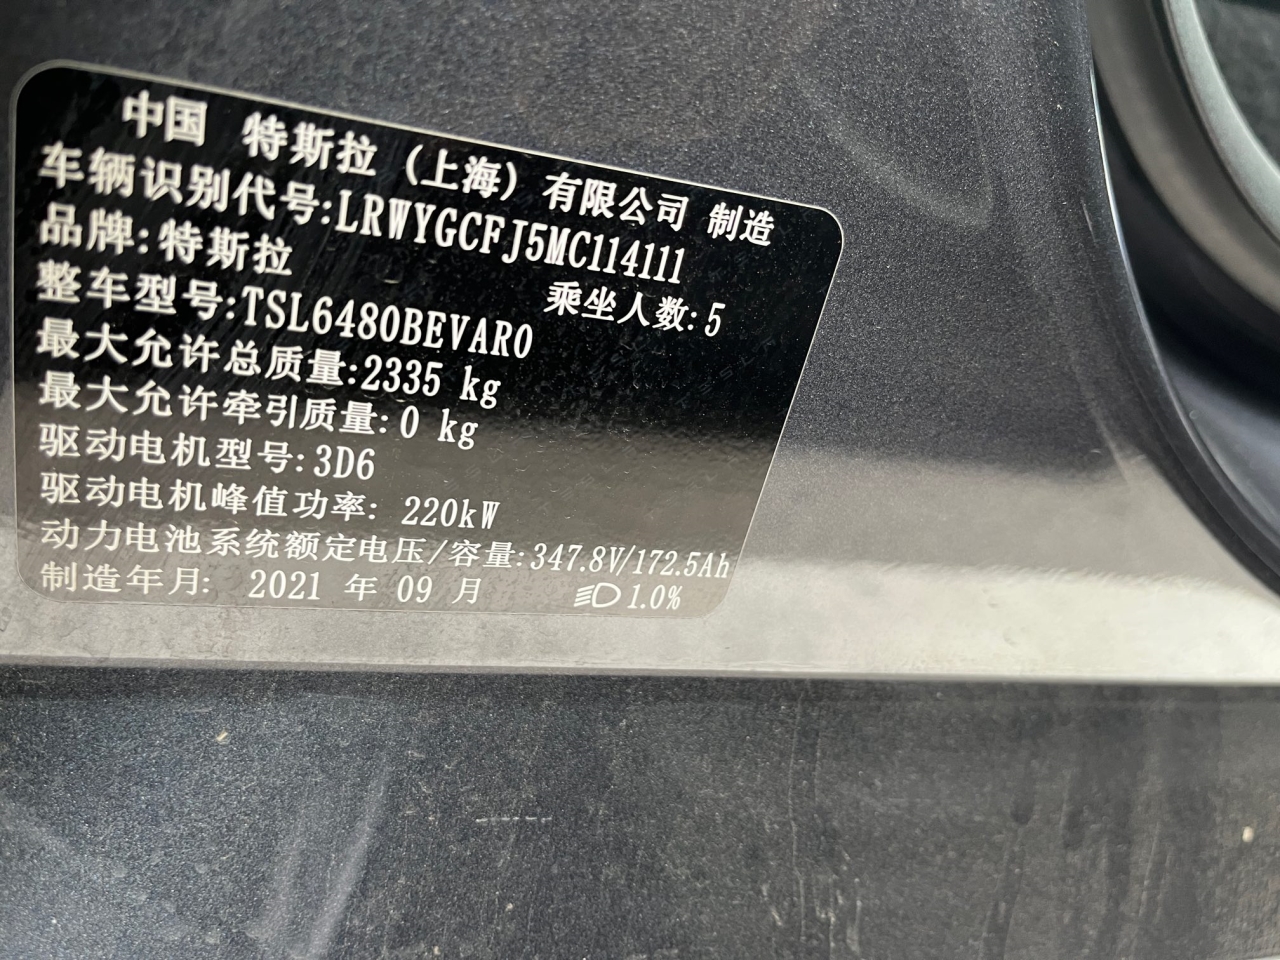 中国 特斯拉 (上海) 有限公司 制造
车辆识别代号:LRWYGCFJ5MC114111
品牌:特斯拉 乘坐人数:5
整车型号:TSL6480BEVAR0
最大允许总质量:2335 kg
最大允许牵引质量:0 kg
驱动电机型号:3D6
驱动电机峰值功率: 220kW
动力电池系统额定电压/容量:347.8V/172.5Ah
制造年月: 2021 年 09 月 1.0%